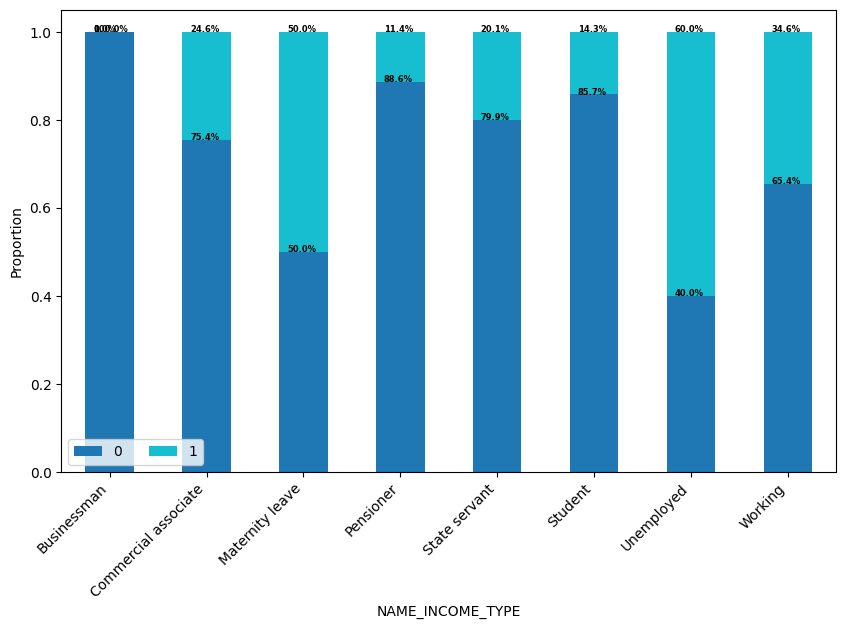 1.0
0.8
0.6
0.4
0.2
0.0
Proportion
24.6%
50.0%
11.4%
20.1%
14.3%
60.0%
34.6%
75.4%
50.0%
88.6%
79.9%
85.7%
40.0%
65.4%
0 1
Businessman
Commercial associate
Maternity leave
Pensioner
State servant
Student
Unemployed
Working
NAME_INCOME_TYPE